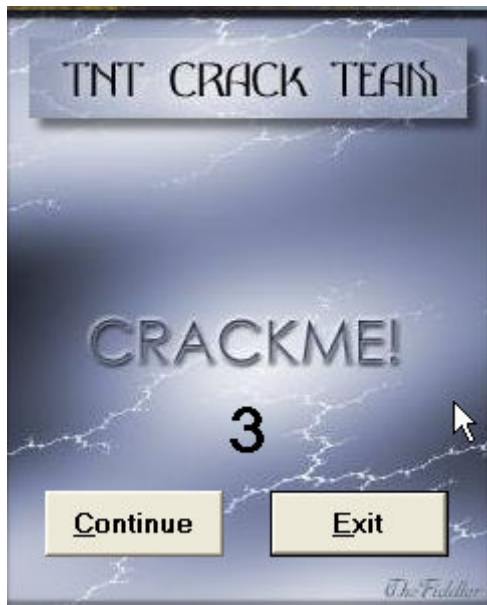 TNT CRACK TEAM
CRACKME!
3
Continue Exit
The Fiddler